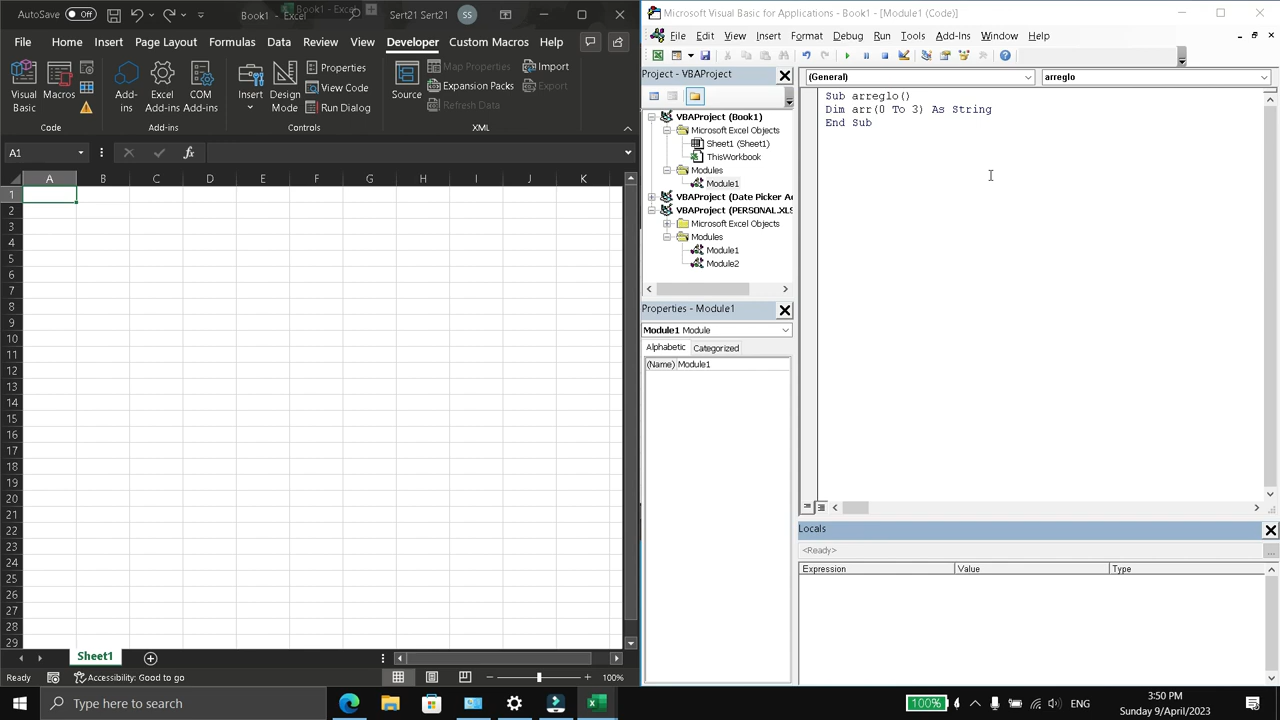 AutoSave Off
Book1 - Excel
Book1 - Excel
Sert21 Sert21
SS
File Home Insert Page Layout Formulas Data Review View Developer Custom Macros Help
Visual Basic
Macros
Code
Add-ins
Excel Add-ins
COM Add-ins
Add-ins
Insert
Design Mode
Properties
View Code
Run Dialog
Controls
Source
Map Properties
Expansion Packs
Refresh Data
Import
Export
XML
A1
fx
B C D E F G H I J K
1
2
3
4
5
6
7
8
9
10
11
12
13
14
15
16
17
18
19
20
21
22
23
24
25
26
27
28
29
Sheet1
Ready
Accessibility: Good to go
100%
Microsoft Visual Basic for Applications - Book1 - [Module1 (Code)]
File Edit View Insert Format Debug Run Tools Add-Ins Window Help
Project - VBAProject
VBAProject (Book1)
Microsoft Excel Objects
Sheet1 (Sheet1)
ThisWorkbook
Modules
Module1
VBAProject (Date Picker Ad
VBAProject (PERSONAL.XLS
Microsoft Excel Objects
Modules
Module1
Module2
Properties - Module1
Module1 Module
Alphabetic Categorized
(Name) Module1
(General)
arreglo
Sub arreglo()
Dim arr(0 To 3) As String
End Sub
Locals
<Ready>
...
Expression Value Type
Type here to search
100%
ENG
3:50 PM
Sunday 9/April/2023